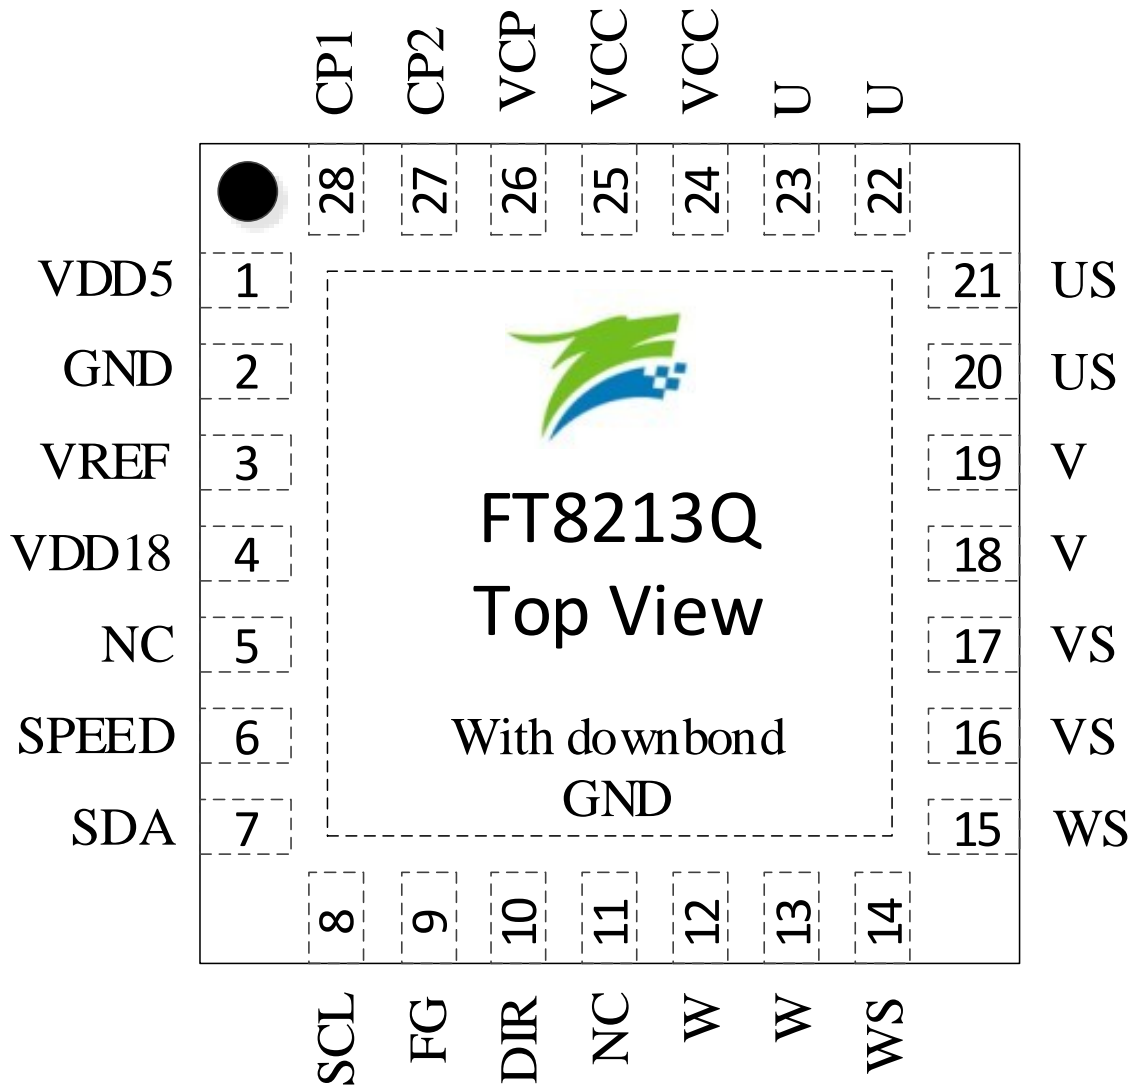 CP1 CP2 VCP VCC VCC U U
28 27 26 25 24 23 22
VDD5 1 21 US
GND 2 20 US
VREF 3 19 V
VDD18 4 18 V
NC 5 17 VS
SPEED 6 16 VS
SDA 7 15 WS
FT8213Q
Top View
With downbond
GND
8 9 10 11 12 13 14
SCL FG DIR NC W W WS